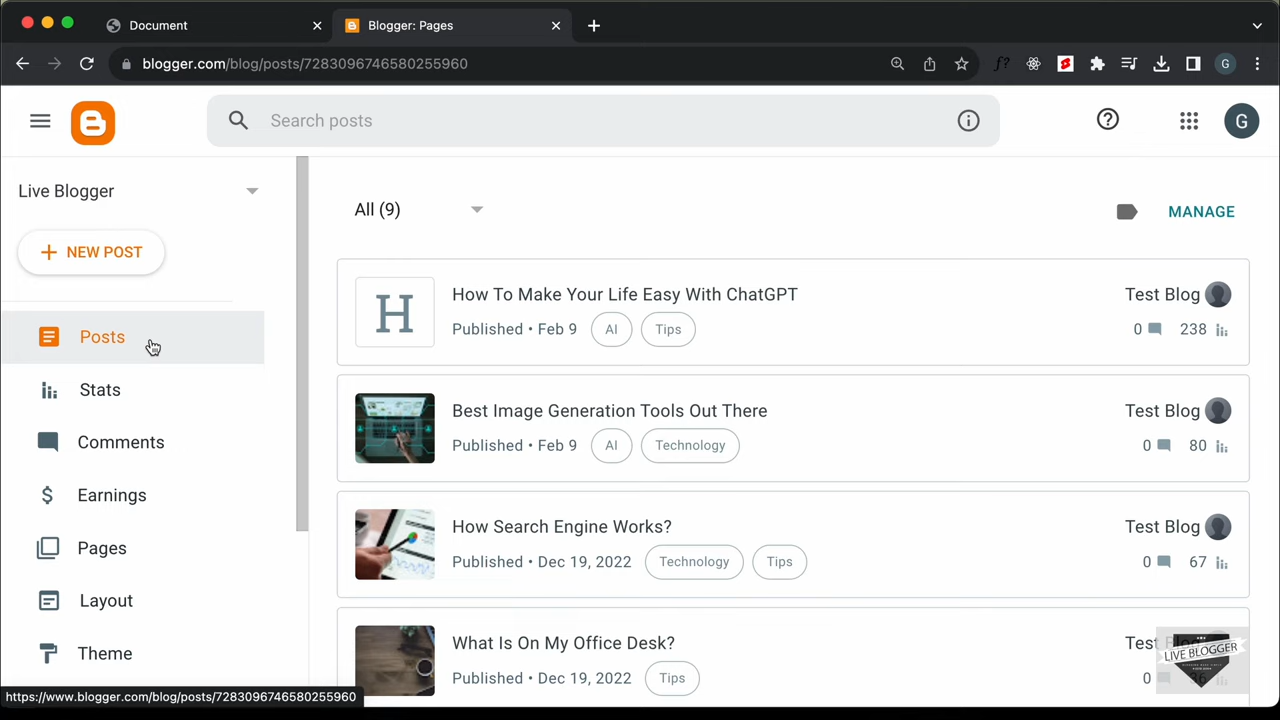 Document
Blogger: Pages
blogger.com/blog/posts/7283096746580255960
f?
G
Search posts
G
Live Blogger
NEW POST
Posts
Stats
Comments
Earnings
Pages
Layout
Theme
All (9)
MANAGE
H
How To Make Your Life Easy With ChatGPT
Test Blog
Published • Feb 9
AI
Tips
0
238
Best Image Generation Tools Out There
Test Blog
Published • Feb 9
AI
Technology
0
80
How Search Engine Works?
Test Blog
Published • Dec 19, 2022
Technology
Tips
0
67
What Is On My Office Desk?
Test
Published • Dec 19, 2022
Tips
0
LIVE BLOGGER
https://www.blogger.com/blog/posts/7283096746580255960